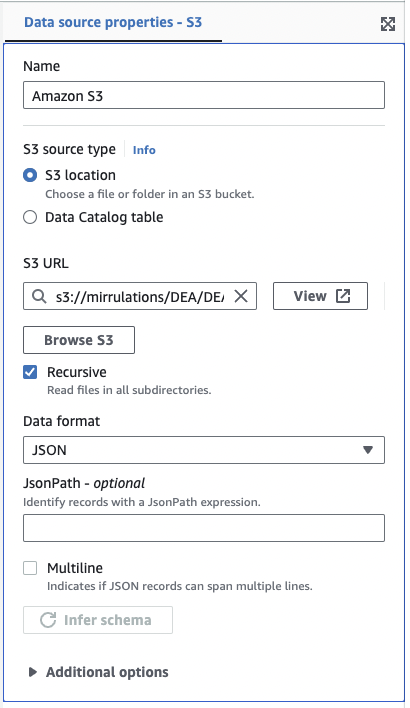 Data source properties - S3
Name
Amazon S3
S3 source type Info
S3 location
Choose a file or folder in an S3 bucket.
Data Catalog table
S3 URL
s3://mirrulations/DEA/DEA View
Browse S3
Recursive
Read files in all subdirectories.
Data format
JSON
JsonPath - optional
Identify records with a JsonPath expression.
Multiline
Indicates if JSON records can span multiple lines.
Infer schema
Additional options